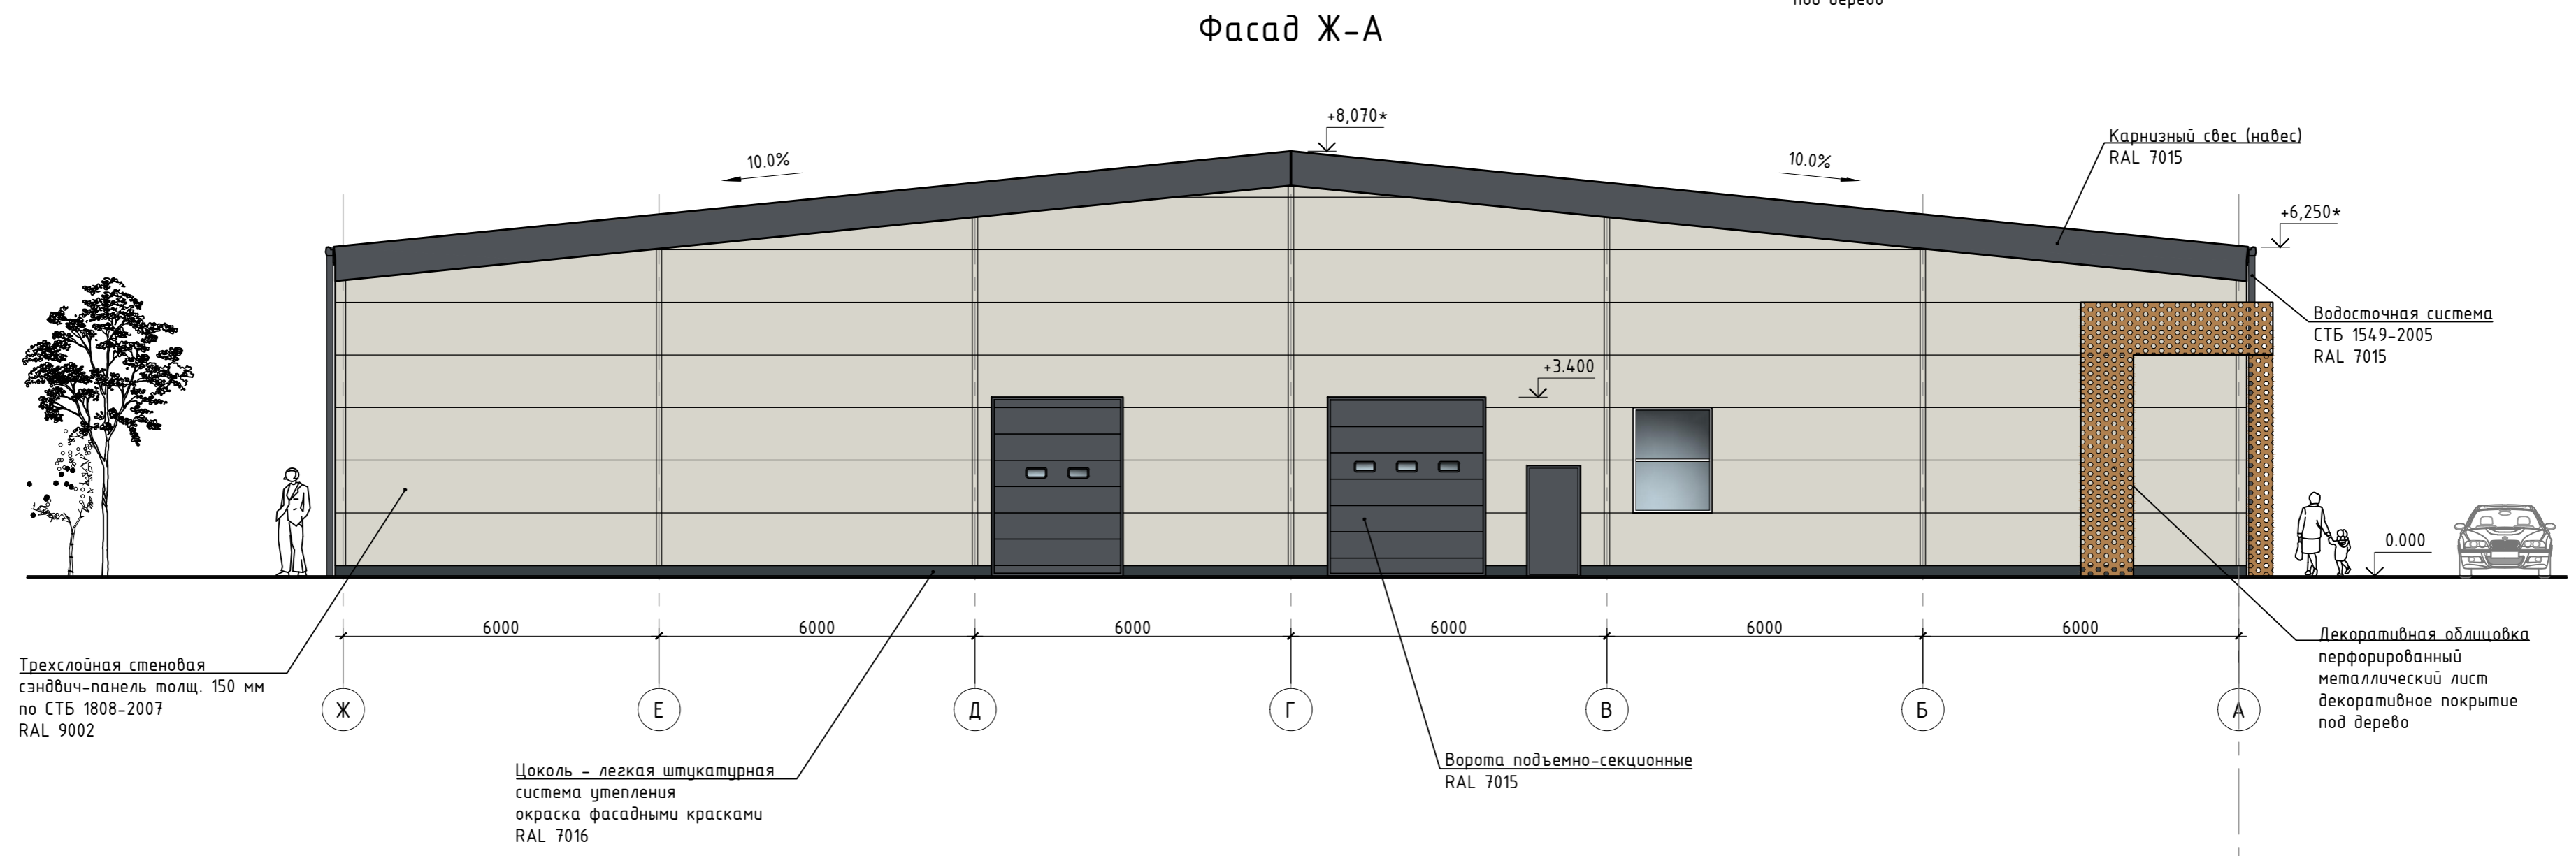 под дерево
Фасад Ж-А
+8,070*
10.0%
10.0%
Карнизный свес (навес)
RAL 7015
+6,250*
Водосточная система
СТБ 1549-2005
RAL 7015
+3.400
0.000
6000 6000 6000 6000 6000 6000
Трехслойная стеновая
сэндвич-панель толщ. 150 мм
по СТБ 1808-2007
RAL 9002
Ж Е Д Г В Б А
Декоративная облицовка
перфорированный
металлический лист
декоративное покрытие
под дерево
Цоколь - легкая штукатурная
система утепления
окраска фасадными красками
RAL 7016
Ворота подъемно-секционные
RAL 7015